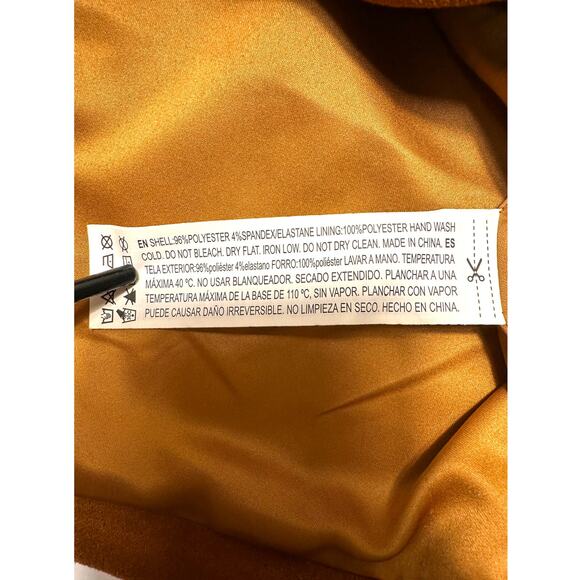 EN SHELL:96%POLYESTER 4%SPANDEX/ELASTANE LINING:100%POLYESTER HAND WASH
COLD. DO NOT BLEACH. DRY FLAT. IRON LOW. DO NOT DRY CLEAN. MADE IN CHINA. ES
TELA EXTERIOR:96%poliéster 4%elastano FORRO:100%poliéster LAVAR A MANO. TEMPERATURA
MÁXIMA 40 ºC. NO USAR BLANQUEADOR. SECADO EXTENDIDO. PLANCHAR A UNA
TEMPERATURA MÁXIMA DE LA BASE DE 110 ºC, SIN VAPOR. PLANCHAR CON VAPOR
PUEDE CAUSAR DAÑO IRREVERSIBLE. NO LIMPIEZA EN SECO. HECHO EN CHINA.